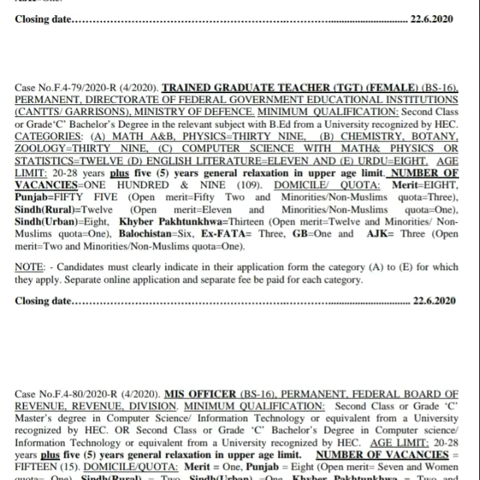 Closing date........................................................................................................ 22.6.2020
Case No.F.4-79/2020-R (4/2020). TRAINED GRADUATE TEACHER (TGT) (FEMALE) (BS-16),
PERMANENT, DIRECTORATE OF FEDERAL GOVERNMENT EDUCATIONAL INSTITUTIONS
(CANTTS/ GARRISONS), MINISTRY OF DEFENCE. MINIMUM QUALIFICATION: Second Class
or Grade‘C’ Bachelor’s Degree in the relevant subject with B.Ed from a University recognized by HEC.
CATEGORIES: (A) MATH A&B, PHYSICS=THIRTY NINE, (B) CHEMISTRY, BOTANY,
ZOOLOGY=THIRTY NINE, (C) COMPUTER SCIENCE WITH MATH& PHYSICS OR
STATISTICS=TWELVE (D) ENGLISH LITERATURE=ELEVEN AND (E) URDU=EIGHT. AGE
LIMIT: 20-28 years plus five (5) years general relaxation in upper age limit. NUMBER OF
VACANCIES=ONE HUNDRED & NINE (109). DOMICILE/ QUOTA: Merit=EIGHT,
Punjab=FIFTY FIVE (Open merit=Fifty Two and Minorities/Non-Muslims quota=Three),
Sindh(Rural)=Twelve (Open merit=Eleven and Minorities/Non-Muslims quota=One),
Sindh(Urban)=Eight, Khyber Pakhtunkhwa=Thirteen (Open merit=Twelve and Minorities/ Non-
Muslims quota=One), Balochistan=Six, Ex-FATA= Three, GB=One and AJK= Three (Open
merit=Two and Minorities/Non-Muslims quota=One).
NOTE: - Candidates must clearly indicate in their application form the category (A) to (E) for which
they apply. Separate online application and separate fee be paid for each category.
Closing date........................................................................................................ 22.6.2020
Case No.F.4-80/2020-R (4/2020). MIS OFFICER (BS-16), PERMANENT, FEDERAL BOARD OF
REVENUE, REVENUE, DIVISION. MINIMUM QUALIFICATION: Second Class or Grade ‘C’
Master’s degree in Computer Science/ Information Technology or equivalent from a University
recognized by HEC. OR Second Class or Grade ‘C’ Bachelor’s Degree in Computer science/
Information Technology or equivalent from a University recognized by HEC. AGE LIMIT: 20-28
years plus five (5) years general relaxation in upper age limit. NUMBER OF VACANCIES =
FIFTEEN (15). DOMICILE/QUOTA: Merit = One, Punjab = Eight (Open merit= Seven and Women